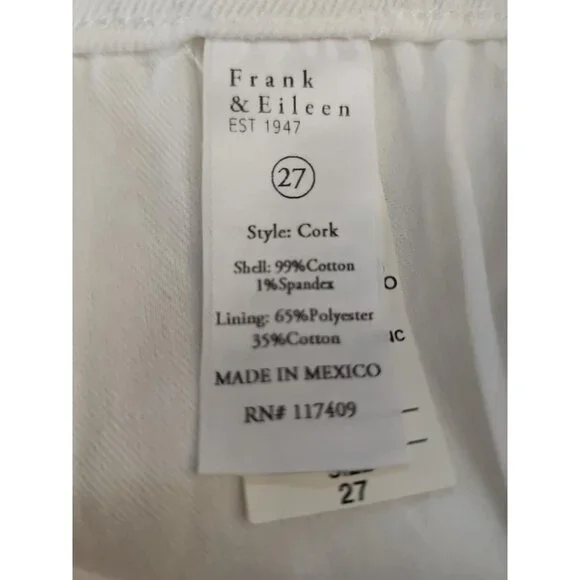 Frank
& Eileen
EST 1947
27
Style: Cork
Shell: 99%Cotton
1%Spandex
Lining: 65%Polyester
35%Cotton
MADE IN MEXICO
RN# 117409
O
NC
27